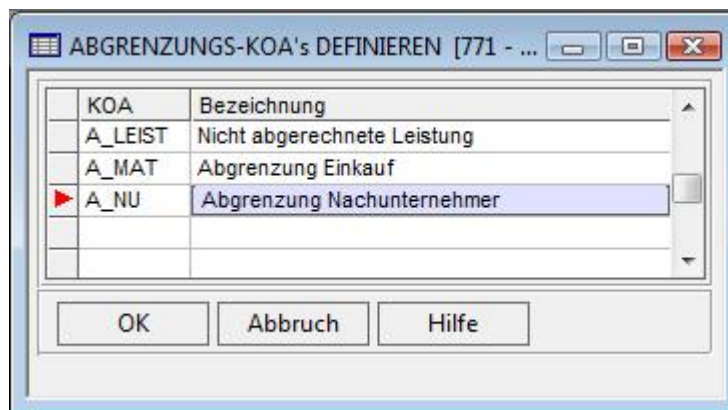 ABGRENZUNGS-KOA's DEFINIEREN [771 - ...
KOA Bezeichnung
A_LEIST Nicht abgerechnete Leistung
A_MAT Abgrenzung Einkauf
A_NU Abgrenzung Nachunternehmer
OK Abbruch Hilfe